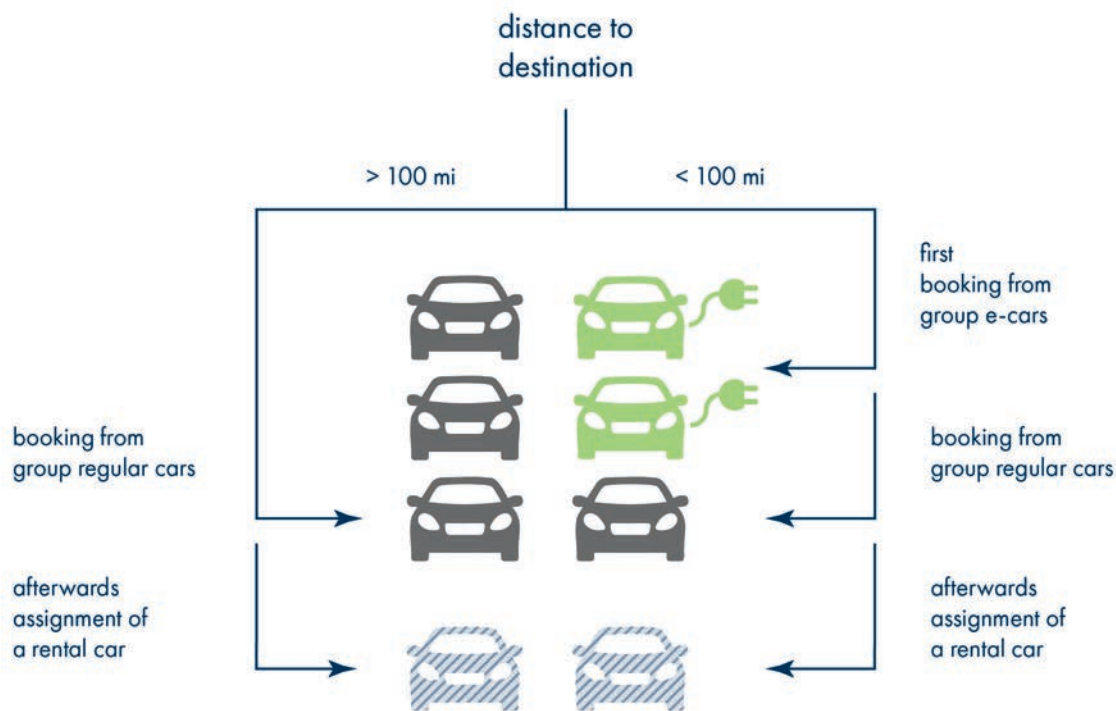 distance to
destination
> 100 mi
< 100 mi
first
booking from
group e-cars
booking from
group regular cars
booking from
group regular cars
afterwards
assignment of
a rental car
afterwards
assignment of
a rental car